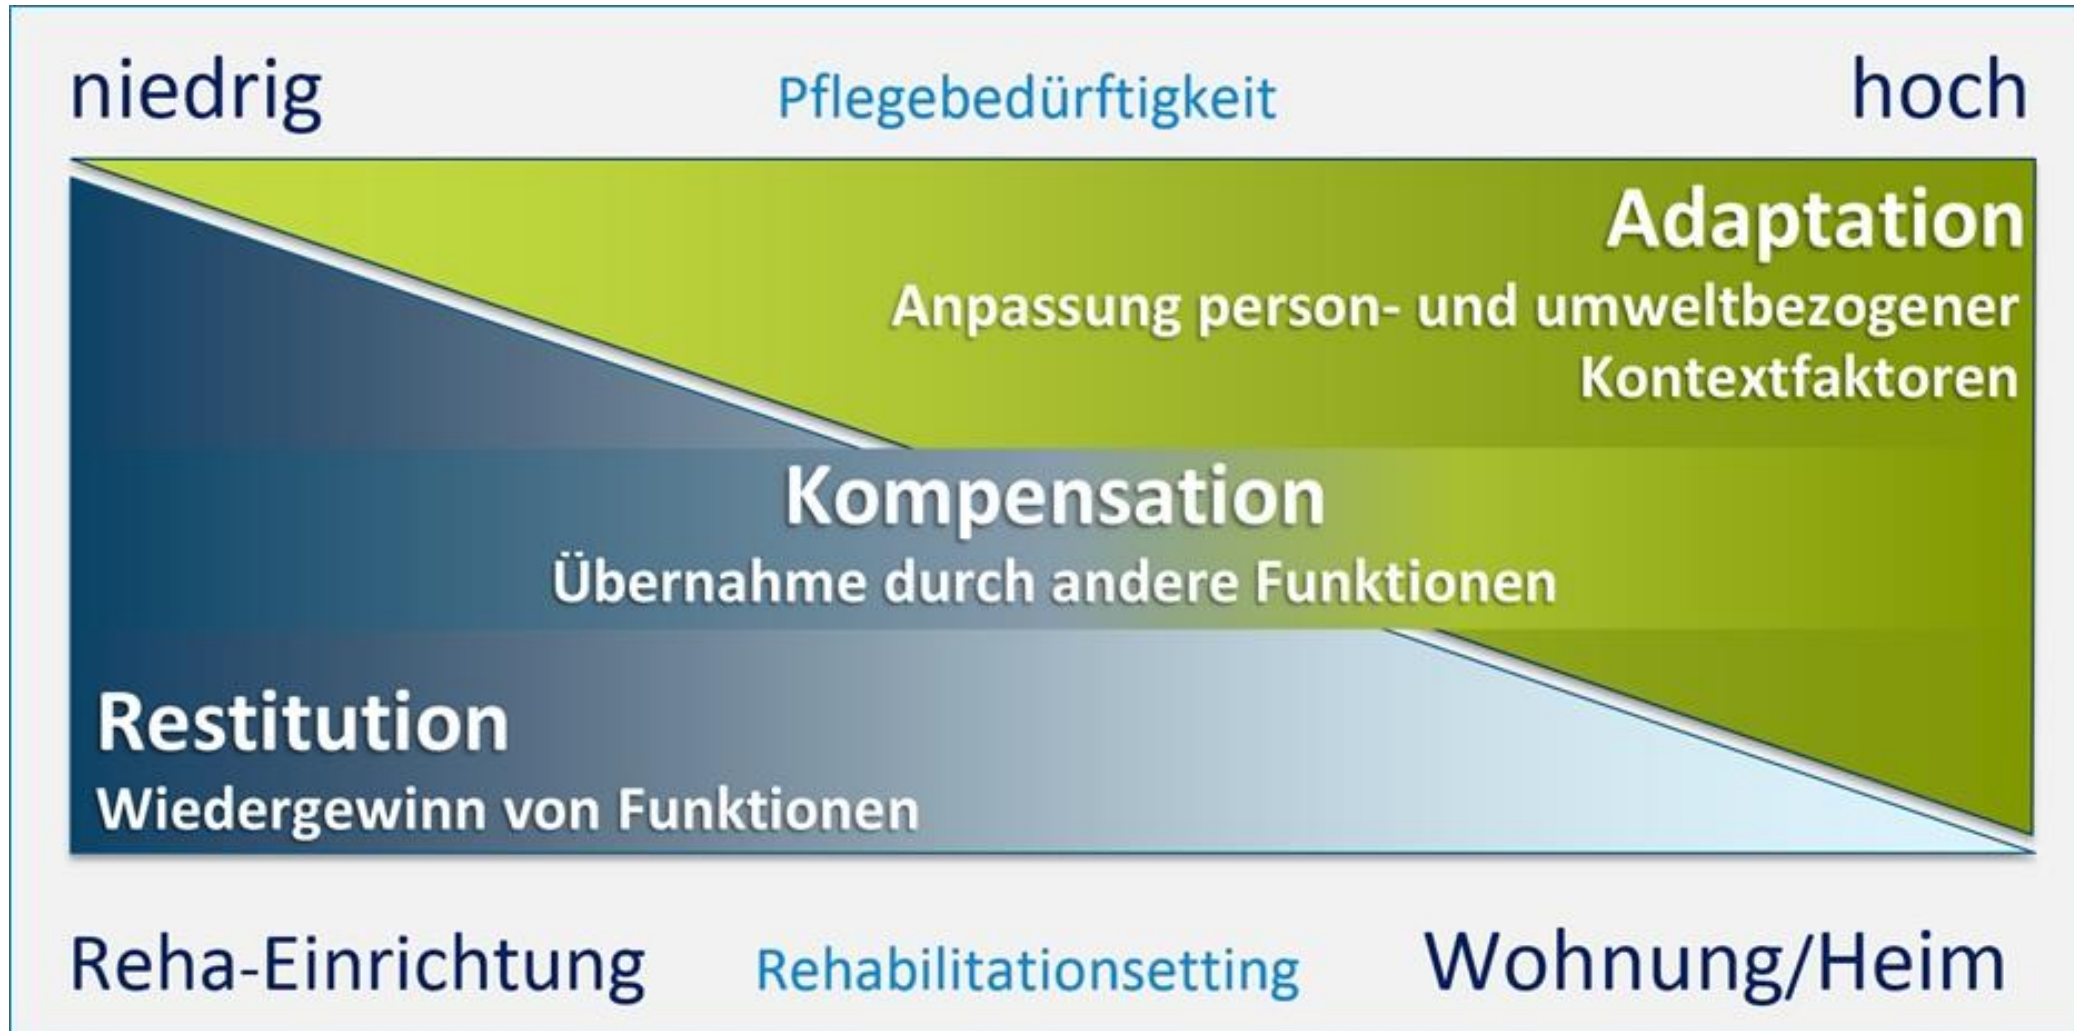 niedrig Pflegebedürftigkeit hoch
Adaptation
Anpassung person- und umweltbezogener
Kontextfaktoren
Kompensation
Übernahme durch andere Funktionen
Restitution
Wiedergewinn von Funktionen
Reha-Einrichtung Rehabilitationsetting Wohnung/Heim